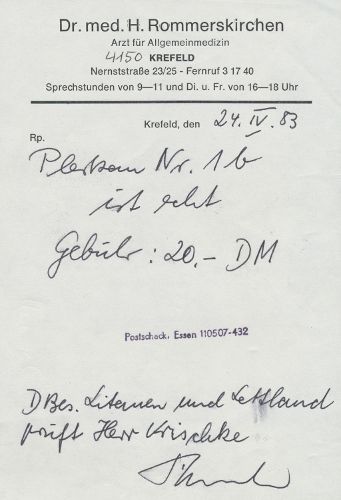 Dr. med. H. Rommerskirchen
Arzt für Allgemeinmedizin
4150 KREFELD
Nernststraße 23/25 - Fernruf 3 17 40
Sprechstunden von 9—11 und Di. u. Fr. von 16—18 Uhr
Krefeld, den 24. IV. 83
Rp.
Pleskau Nr. 1b
ist echt
Gebühr: 20,- DM
Postscheck, Essen 110507-432
DBes. Litauen und Lettland
prüft Herr Krischke